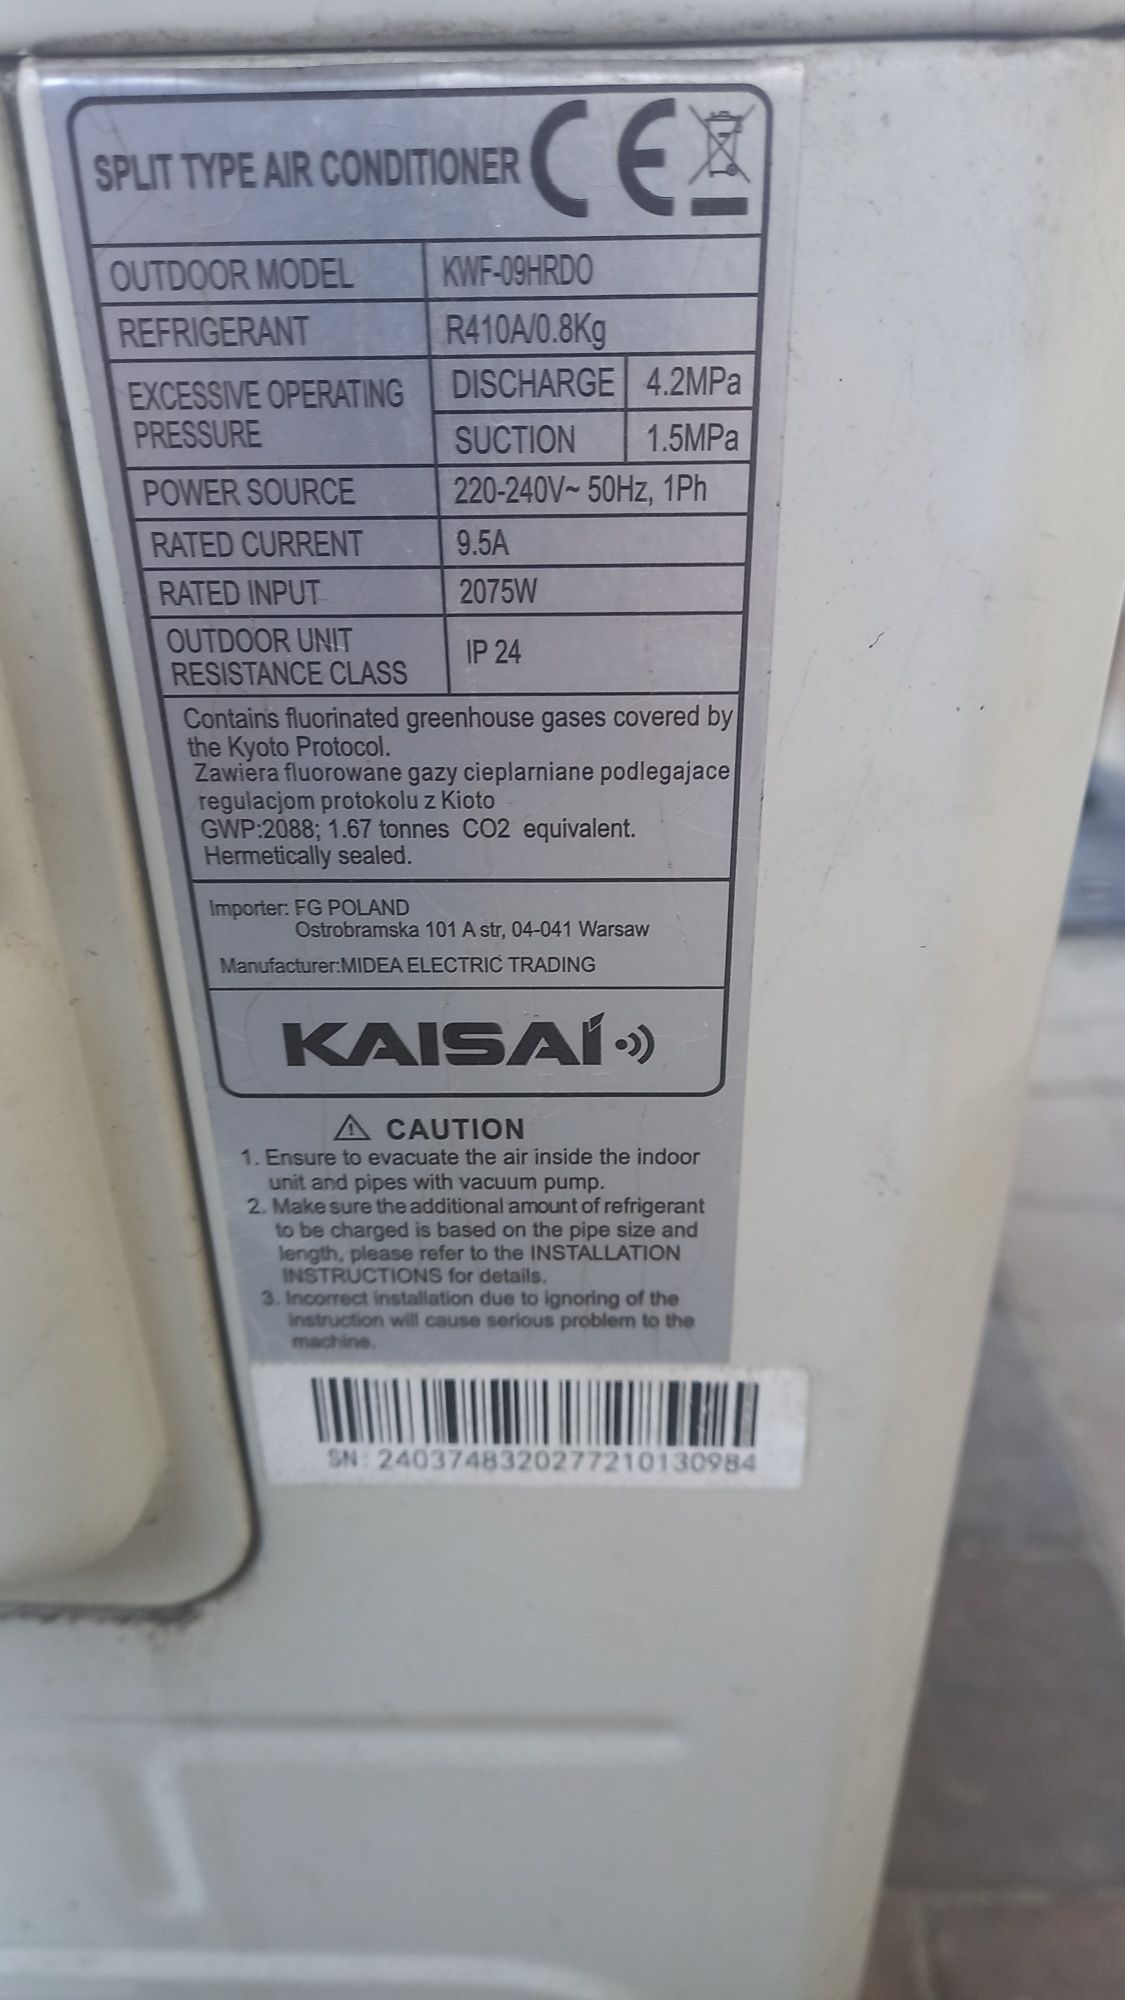 SPLIT TYPE AIR CONDITIONER CE
OUTDOOR MODEL KWF-09HRDO
REFRIGERANT R410A/0.8Kg
EXCESSIVE OPERATING PRESSURE DISCHARGE 4.2MPa
SUCTION 1.5MPa
POWER SOURCE 220-240V~ 50Hz, 1Ph
RATED CURRENT 9.5A
RATED INPUT 2075W
OUTDOOR UNIT
RESISTANCE CLASS IP 24
Contains fluorinated greenhouse gases covered by
the Kyoto Protocol.
Zawiera fluorowane gazy cieplarniane podlegajace
regulacjom protokolu z Kioto
GWP:2088; 1.67 tonnes CO2 equivalent.
Hermetically sealed.
Importer: FG POLAND
Ostrobramska 101 A str, 04-041 Warsaw
Manufacturer:MIDEA ELECTRIC TRADING
KAISAI
CAUTION
1. Ensure to evacuate the air inside the indoor
unit and pipes with vacuum pump.
2. Make sure the additional amount of refrigerant
to be charged is based on the pipe size and
length, please refer to the INSTALLATION
INSTRUCTIONS for details.
3. Incorrect installation due to ignoring of the
instruction will cause serious problem to the
machine.
SN: 2403748320277210130984